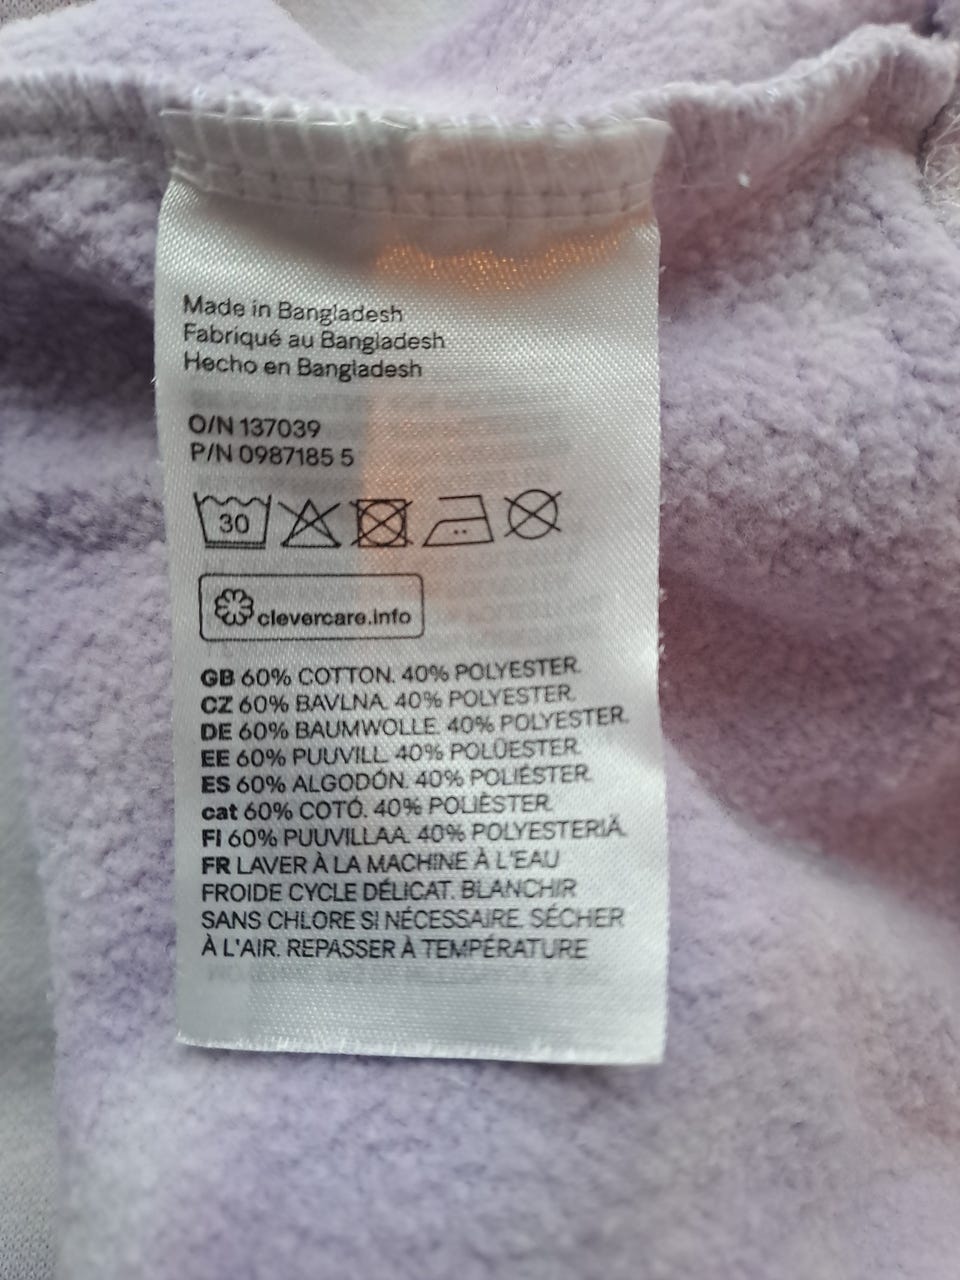 Made in Bangladesh
Fabriqué au Bangladesh
Hecho en Bangladesh
O/N 137039
P/N 0987185 5
30
clevercare.info
GB 60% COTTON. 40% POLYESTER.
CZ 60% BAVLNA. 40% POLYESTER.
DE 60% BAUMWOLLE. 40% POLYESTER.
EE 60% PUUVILL. 40% POLÜESTER.
ES 60% ALGODÓN. 40% POLIÉSTER.
cat 60% COTÓ. 40% POLIÈSTER.
FI 60% PUUVILLAA. 40% POLYESTERIÄ.
FR LAVER À LA MACHINE À L'EAU
FROIDE CYCLE DÉLICAT. BLANCHIR
SANS CHLORE SI NÉCESSAIRE. SÉCHER
À L'AIR. REPASSER À TEMPÉRATURE